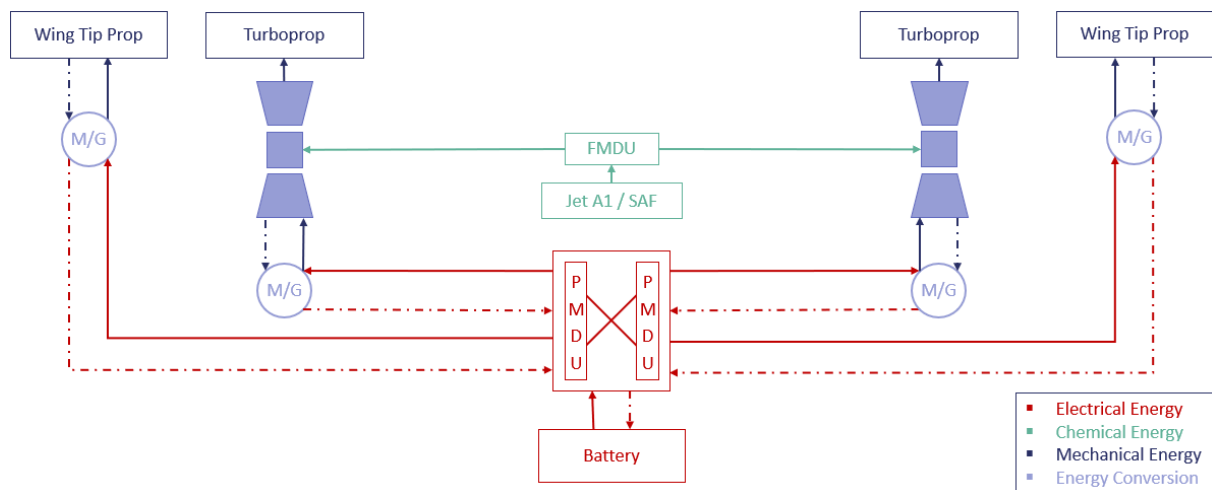 Wing Tip Prop
Turboprop
Turboprop
Wing Tip Prop
M/G
M/G
FMDU
Jet A1 / SAF
M/G
M/G
P
M
D
U
P
M
D
U
Battery
Electrical Energy
Chemical Energy
Mechanical Energy
Energy Conversion